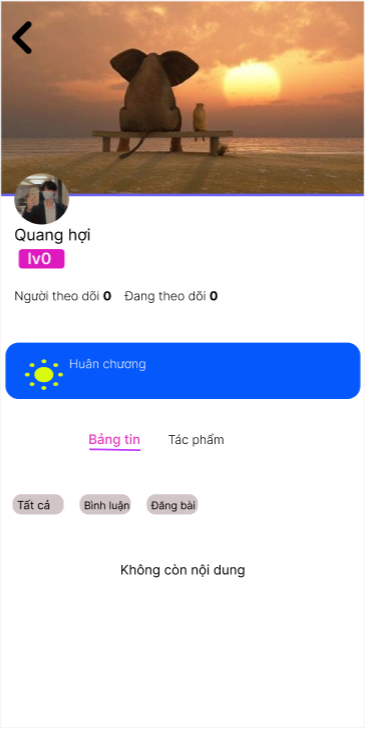 Quang hợi
lv0
Người theo dõi 0 Đang theo dõi 0
Huân chương
Bảng tin Tác phẩm
Tất cả Bình luận Đăng bài
Không còn nội dung